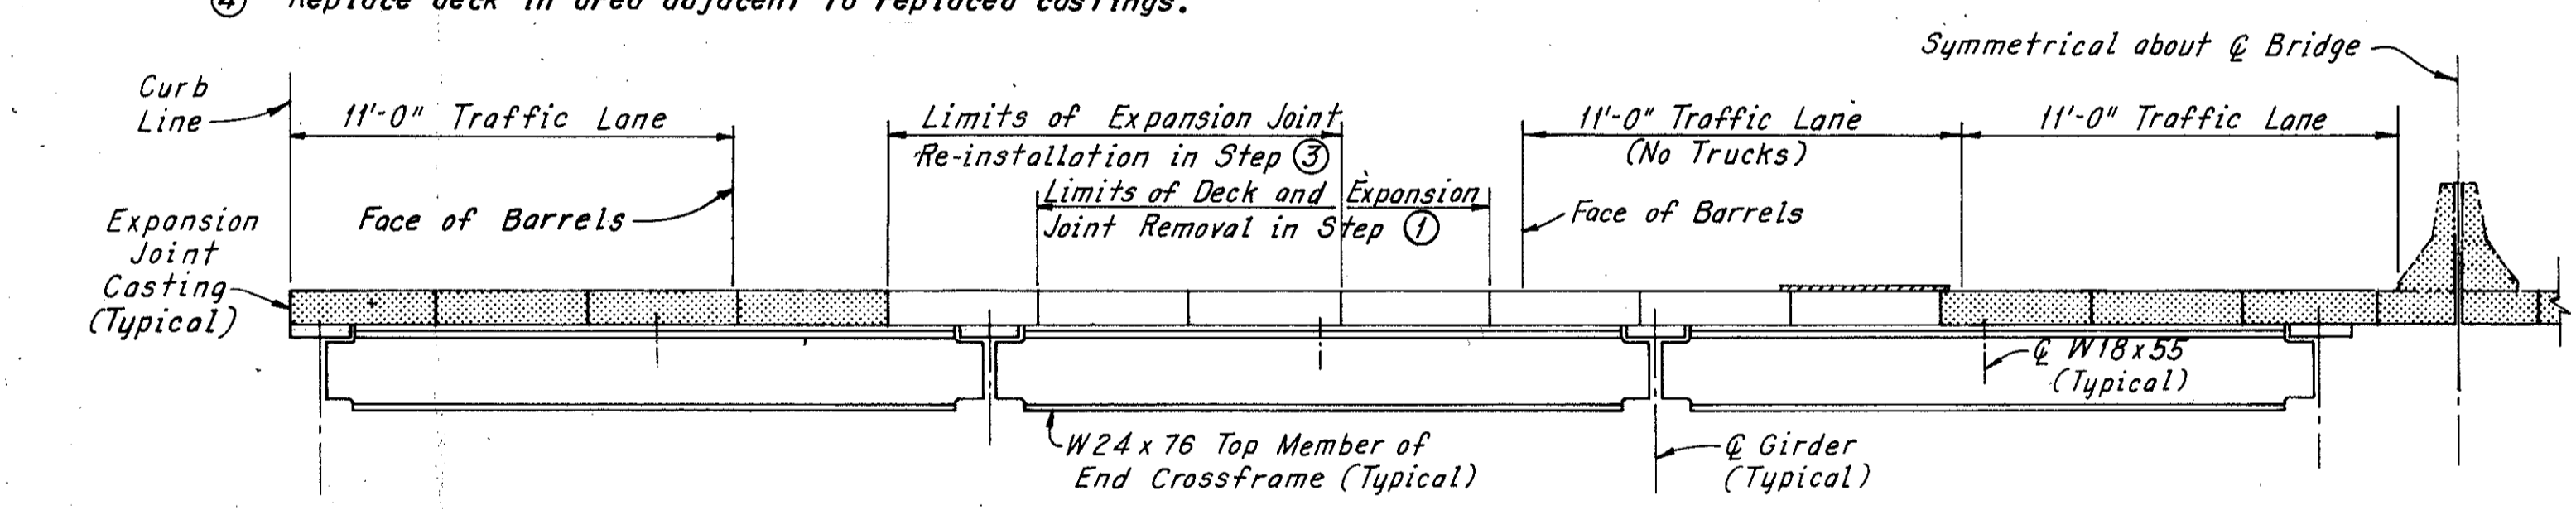 ④ Replace deck in area adjacent to replaced castings.
Symmetrical about ℄ Bridge
Curb
Line
11'-0" Traffic Lane
Limits of Expansion Joint
Re-installation in Step ③
11'-0" Traffic Lane
(No Trucks)
11'-0" Traffic Lane
Limits of Deck and Expansion
Joint Removal in Step ①
Face of Barrels
Face of Barrels
Expansion
Joint
Casting
(Typical)
℄ W18x55
(Typical)
W24x76 Top Member of
End Crossframe (Typical)
℄ Girder
(Typical)